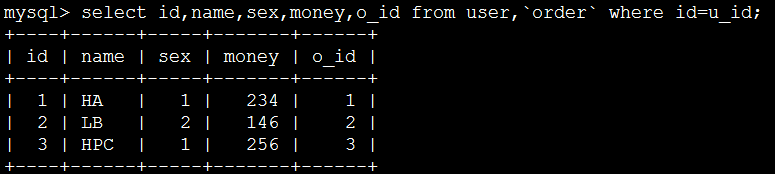 mysql> select id,name,sex,money,o_id from user,`order` where id=u_id;
+----+------+-----+-------+------+
| id | name | sex | money | o_id |
+----+------+-----+-------+------+
|  1 | HA   |   1 |   234 |    1 |
|  2 | LB   |   2 |   146 |    2 |
|  3 | HPC  |   1 |   256 |    3 |
+----+------+-----+-------+------+